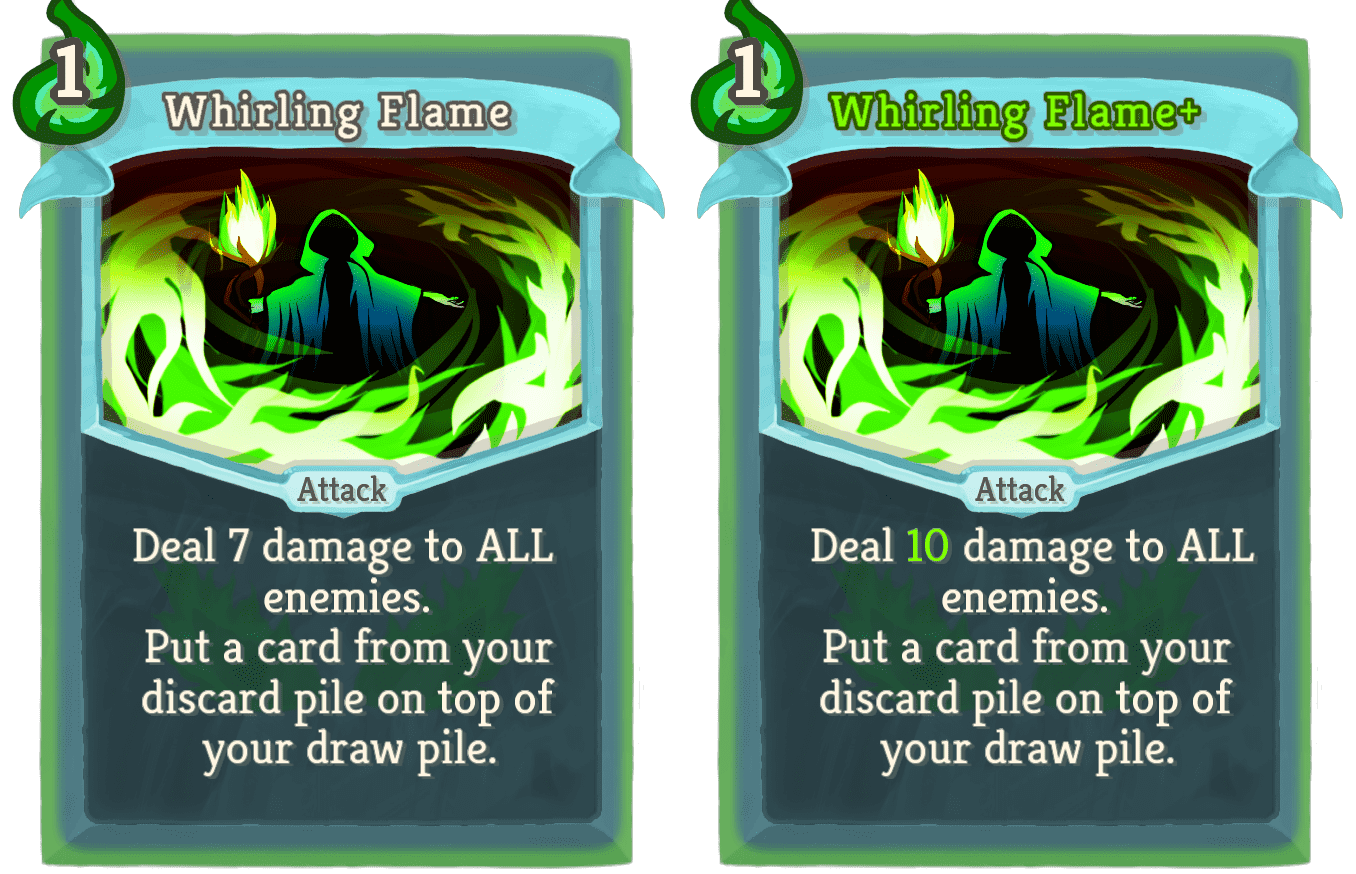 1
Whirling Flame
Attack
Deal 7 damage to ALL
enemies.
Put a card from your
discard pile on top of
your draw pile.
1
Whirling Flame+
Attack
Deal 10 damage to ALL
enemies.
Put a card from your
discard pile on top of
your draw pile.